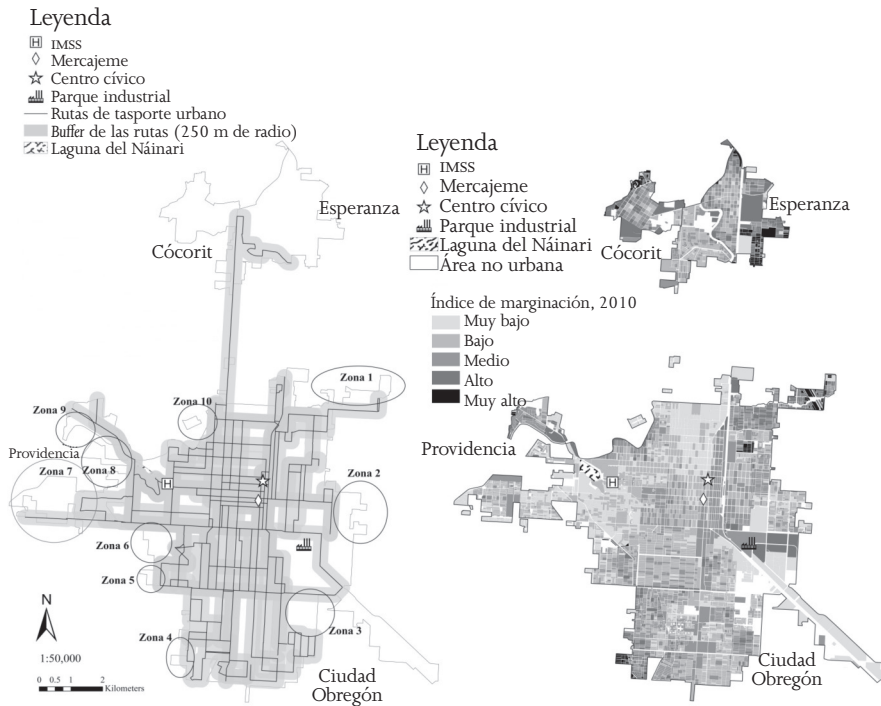 Leyenda
H IMSS
Mercajeme
Centro cívico
Parque industrial
Rutas de tasporte urbano
Buffer de las rutas (250 m de radio)
Laguna del Náinari
Esperanza
Cócorit
Zona 1
Zona 10
Zona 9
Providencia
Zona 7
Zona 8
H
Zona 2
Zona 6
Zona 5
Zona 4
Zona 3
N
1:50,000
0 0.5 1 2
Kilometers
Ciudad
Obregón
Leyenda
H IMSS
Mercajeme
Centro cívico
Parque industrial
Laguna del Náinari
Área no urbana
Esperanza
Cócorit
Índice de marginación, 2010
Muy bajo
Bajo
Medio
Alto
Muy alto
Providencia
H
Ciudad
Obregón